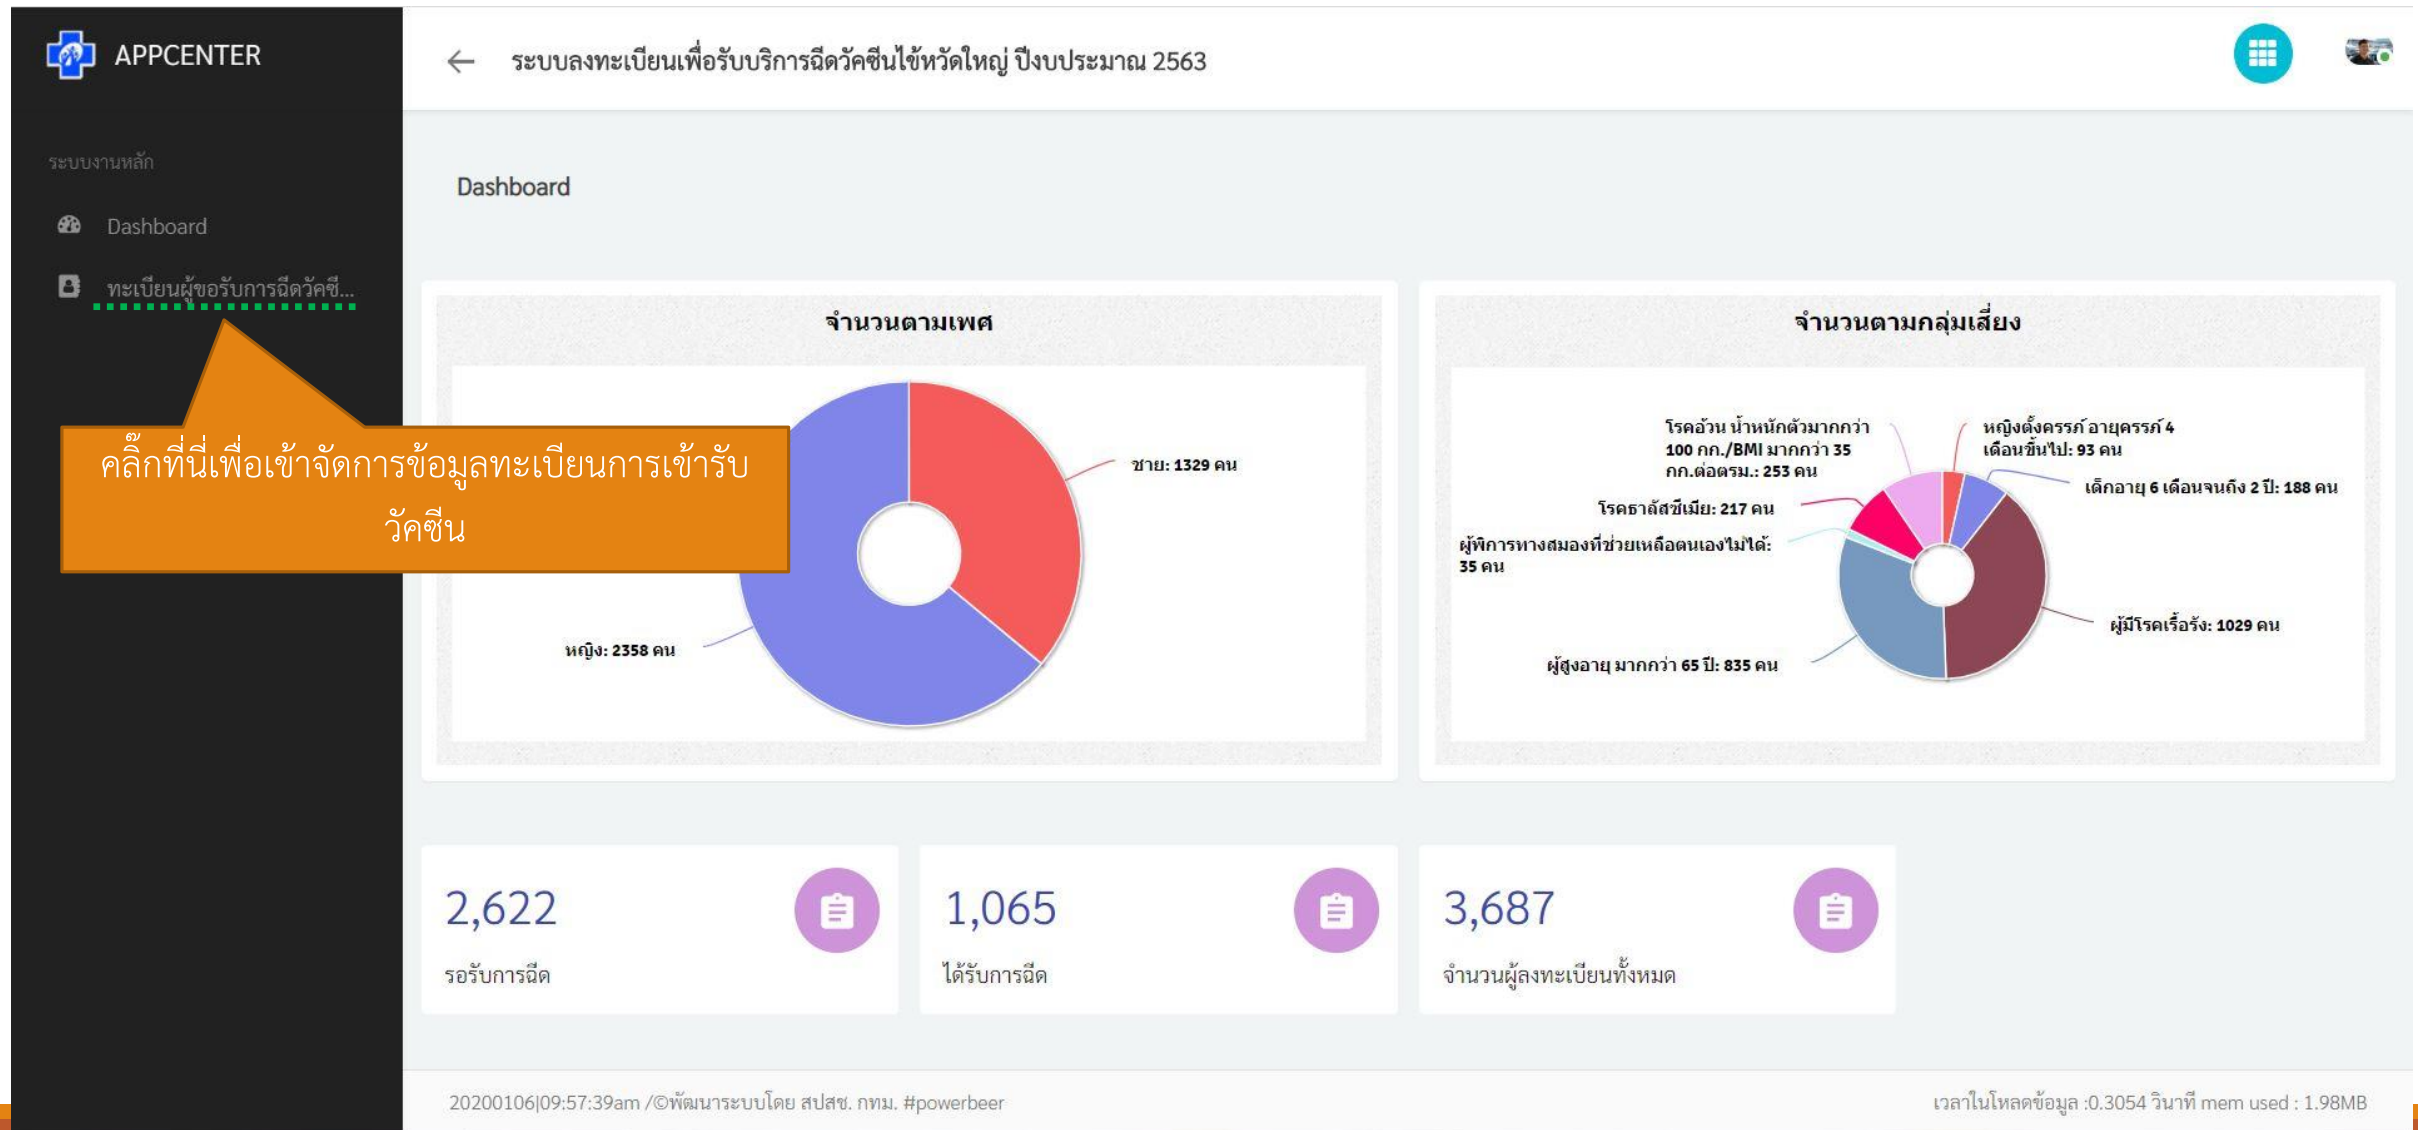 APPCENTER
ระบบลงทะเบียนเพื่อรับบริการฉีดวัคซีนไข้หวัดใหญ่ ปีงบประมาณ 2563
ระบบงานหลัก
Dashboard
ทะเบียนผู้ขอรับการฉีดวัคซี...
คลิ๊กที่นี่เพื่อเข้าจัดการข้อมูลทะเบียนการเข้ารับ
วัคซีน
Dashboard
จำนวนตามเพศ
ชาย: 1329 คน
หญิง: 2358 คน
จำนวนตามกลุ่มเสี่ยง
โรคอ้วน น้ำหนักตัวมากกว่า
100 กก./BMI มากกว่า 35
กก.ต่อตรม.: 253 คน
หญิงตั้งครรภ์ อายุครรภ์ 4
เดือนขึ้นไป: 93 คน
เด็กอายุ 6 เดือนจนถึง 2 ปี: 188 คน
โรคธาลัสซีเมีย: 217 คน
ผู้พิการทางสมองที่ช่วยเหลือตนเองไม่ได้:
35 คน
ผู้มีโรคเรื้อรัง: 1029 คน
ผู้สูงอายุ มากกว่า 65 ปี: 835 คน
2,622
รอรับการฉีด
1,065
ได้รับการฉีด
3,687
จำนวนผู้ลงทะเบียนทั้งหมด
20200106|09:57:39am /©พัฒนาระบบโดย สปสช. กทม. #powerbeer
เวลาในโหลดข้อมูล :0.3054 วินาที mem used : 1.98MB